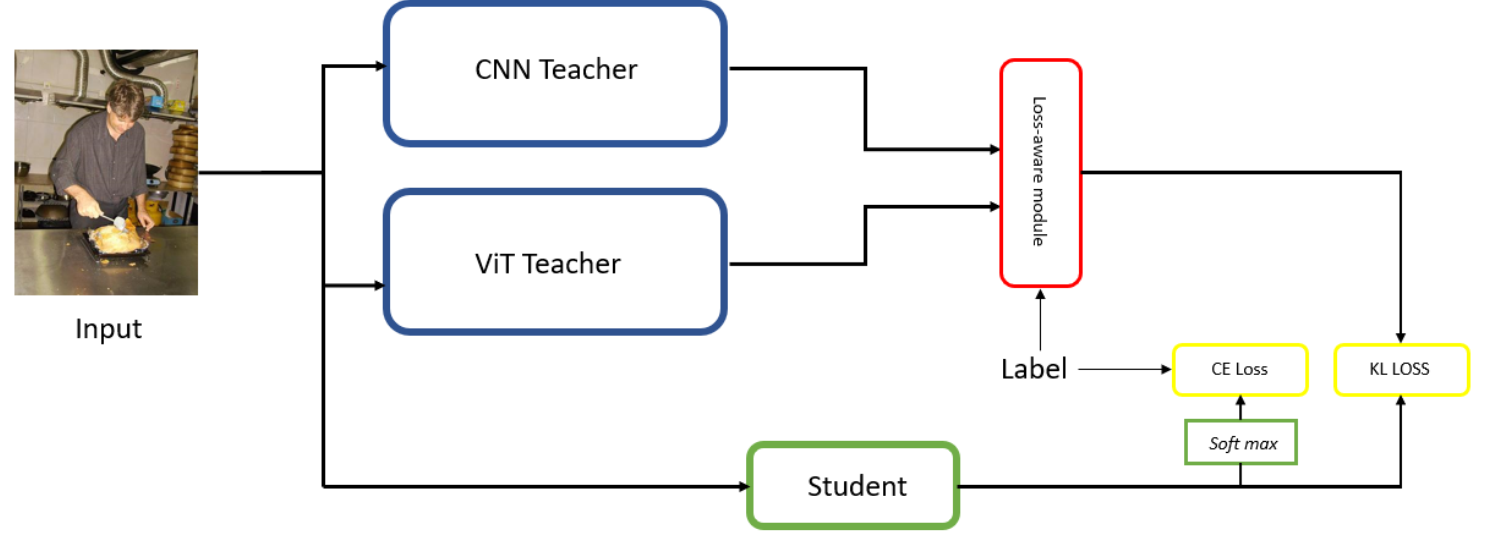 CNN Teacher
Loss-aware module
ViT Teacher
Input
Label
CE Loss
KL LOSS
Soft max
Student